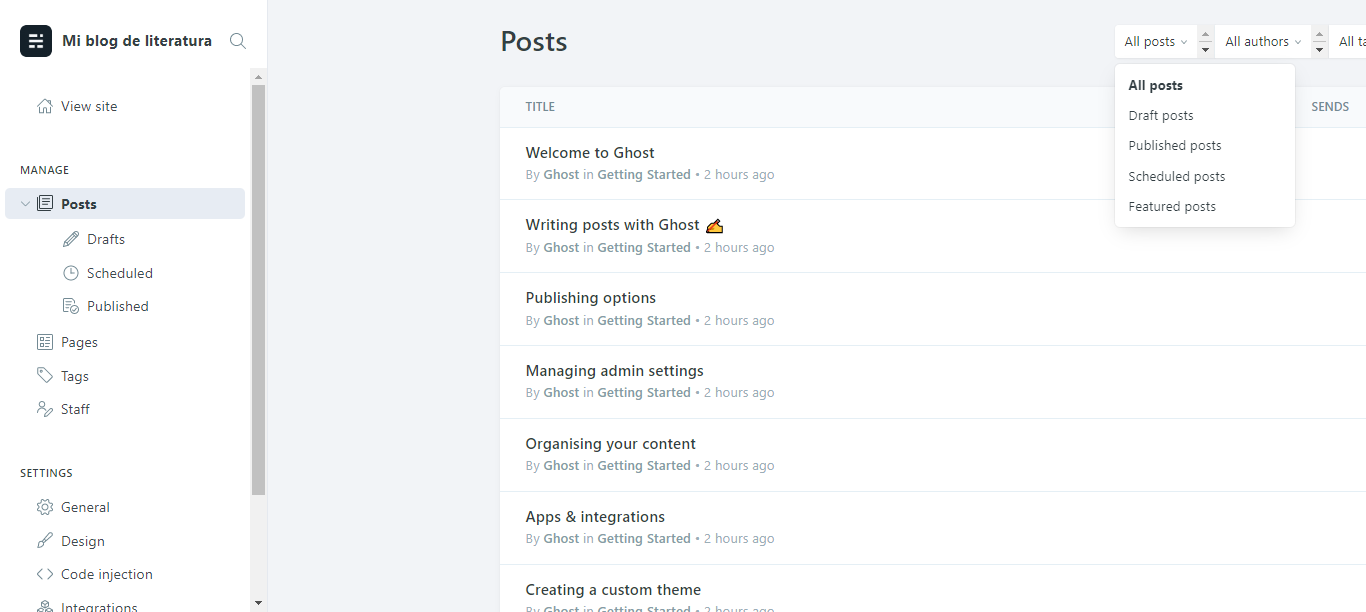 Mi blog de literatura
View site
MANAGE
Posts
Drafts
Scheduled
Published
Pages
Tags
Staff
SETTINGS
General
Design
Code injection
Integrations
Posts
All posts
All authors
All ta
All posts
Draft posts
Published posts
Scheduled posts
Featured posts
TITLE
SENDS
Welcome to Ghost
By Ghost in Getting Started • 2 hours ago
Writing posts with Ghost ✍️
By Ghost in Getting Started • 2 hours ago
Publishing options
By Ghost in Getting Started • 2 hours ago
Managing admin settings
By Ghost in Getting Started • 2 hours ago
Organising your content
By Ghost in Getting Started • 2 hours ago
Apps & integrations
By Ghost in Getting Started • 2 hours ago
Creating a custom theme
By Ghost in Getting Started • 2 hours ago